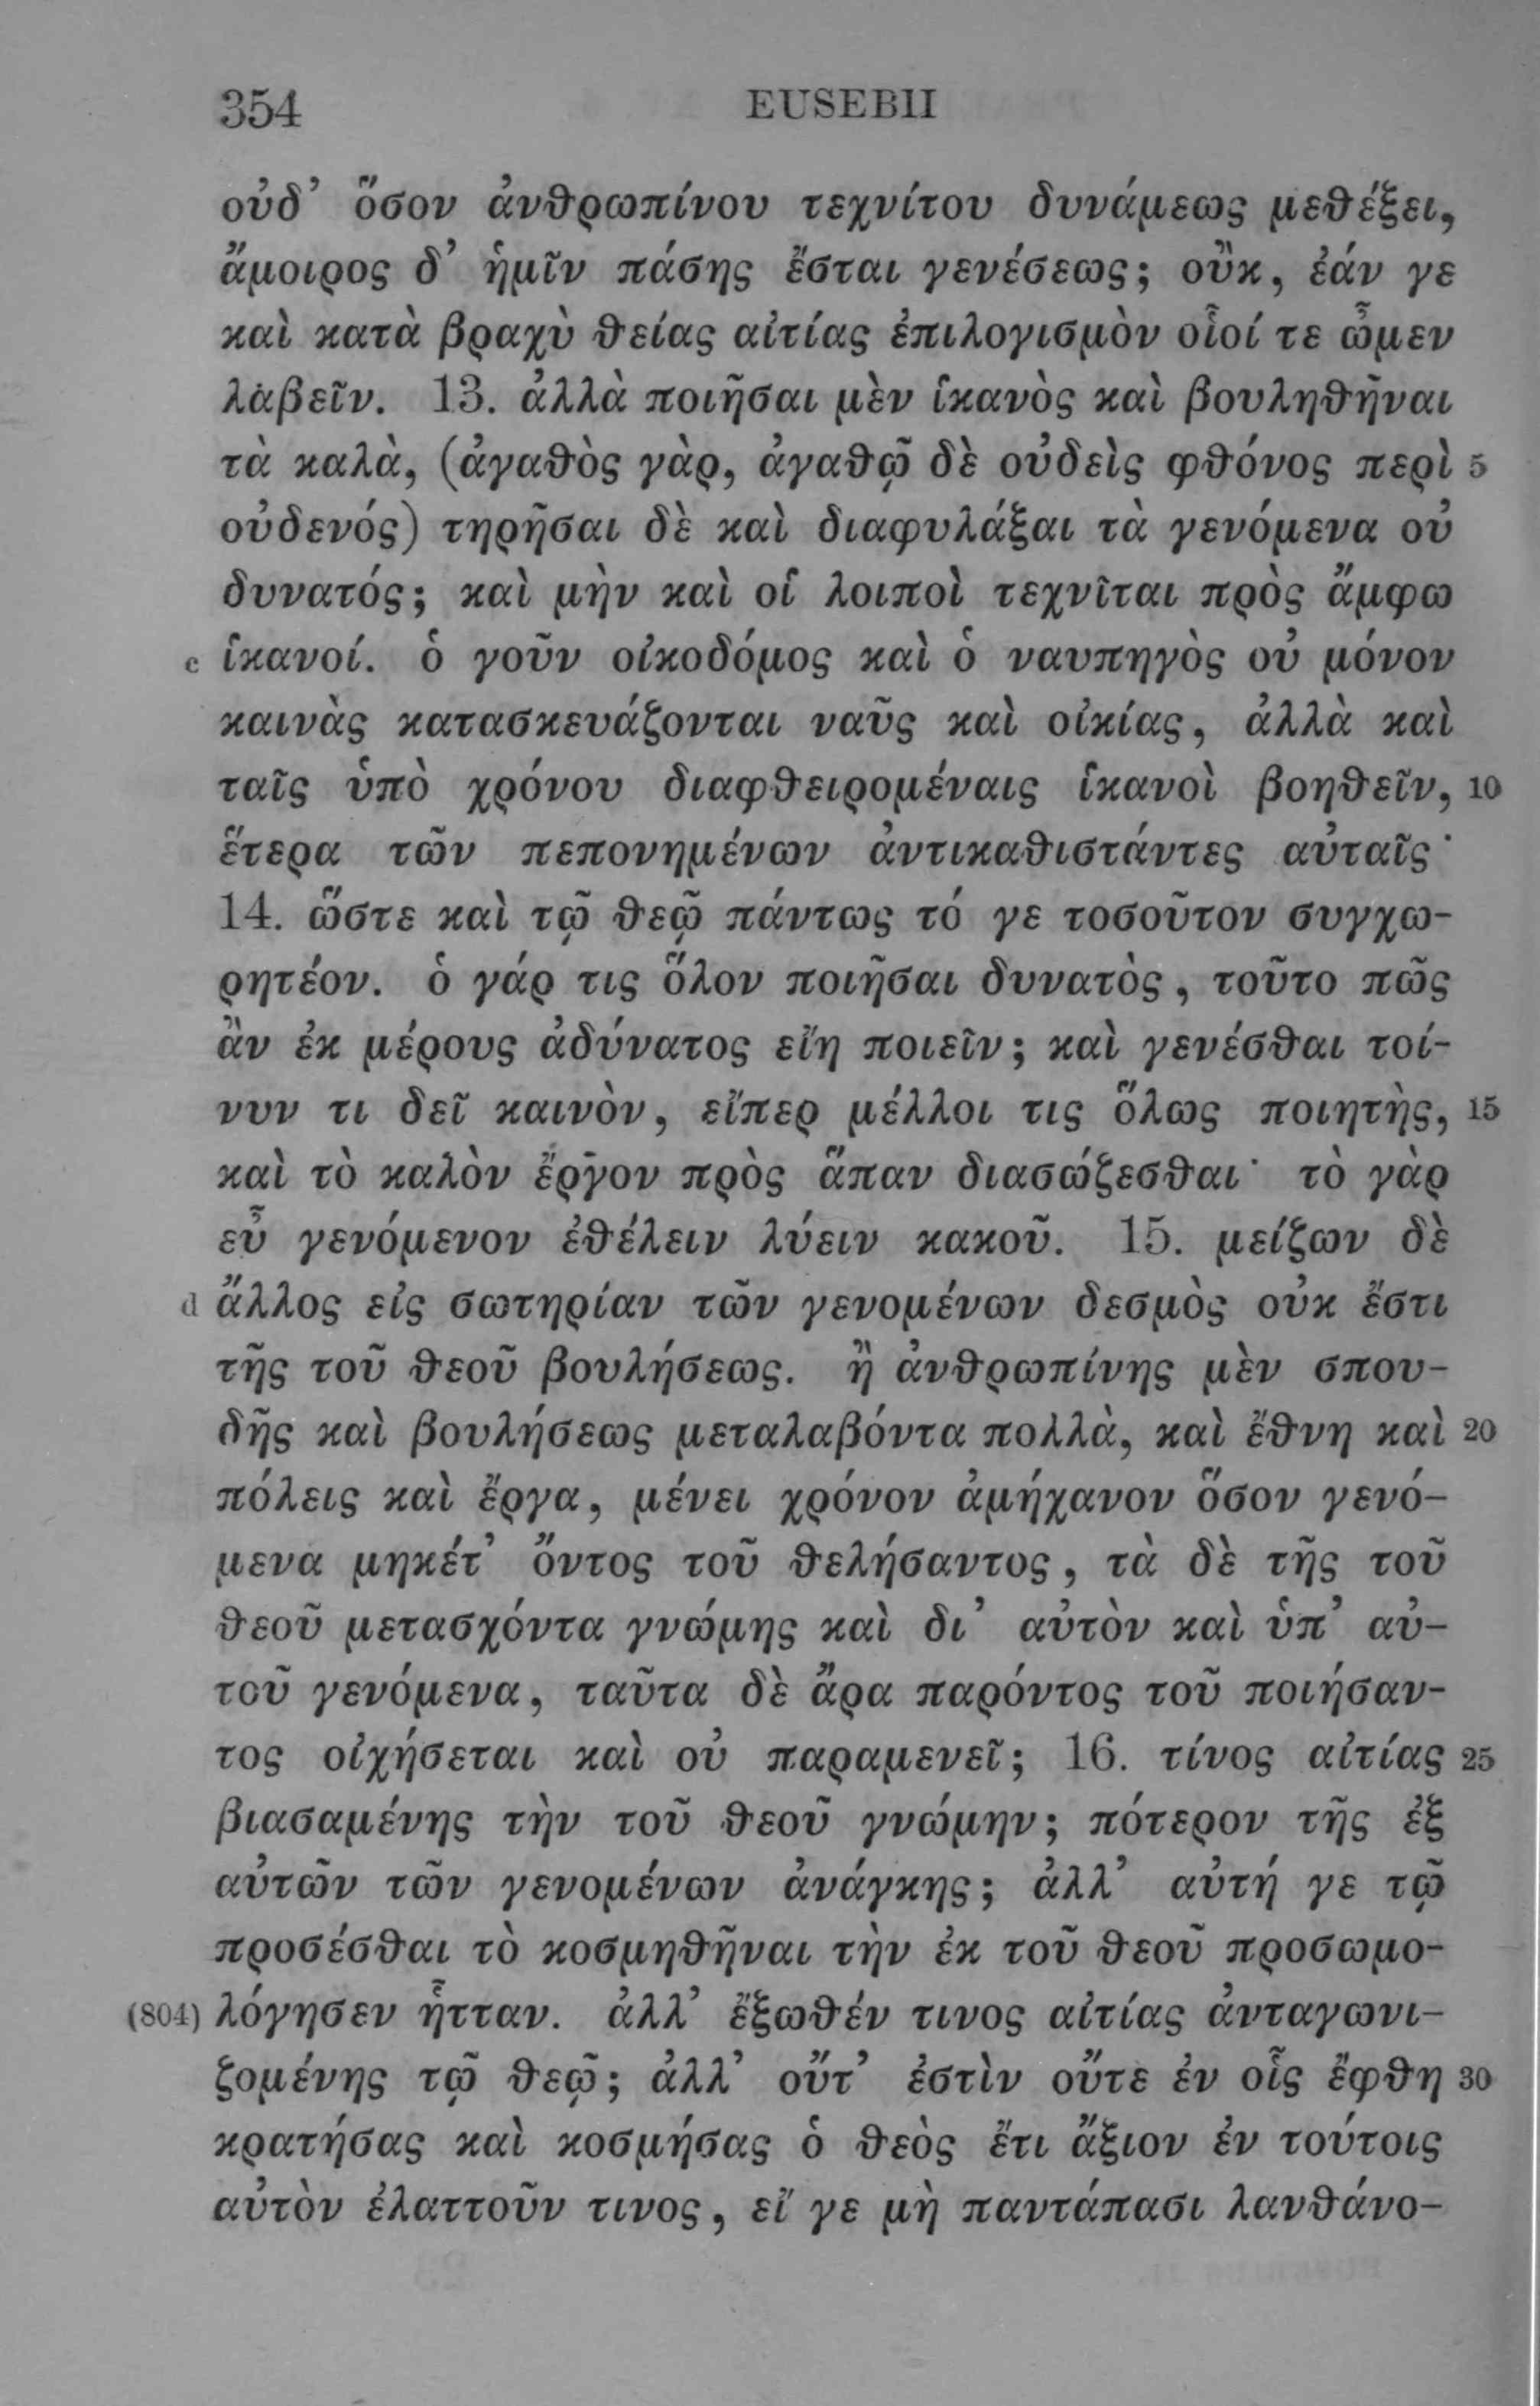 354 EUSEBII
οὐδ’ ὅσον ἀνθρωπίνου τεχνίτου δυνάμεως μεθέξει,
ἄμοιρος δ’ ἡμῖν πάσης ἔσται γενέσεως; οὒκ, ἐάν γε
καὶ κατὰ βραχὺ θείας αἰτίας ἐπιλογισμὸν οἷοί τε ὦμεν
λαβεῖν. 13. ἀλλὰ ποιῆσαι μὲν ἱκανὸς καὶ βουληθῆναι
τὰ καλὰ, (ἀγαθὸς γὰρ, ἀγαθῷ δὲ οὐδεὶς φθόνος περὶ 5
οὐδενός) τηρῆσαι δὲ καὶ διαφυλάξαι τὰ γενόμενα οὐ
δυνατός; καὶ μὴν καὶ οἱ λοιποὶ τεχνῖται πρὸς ἄμφω
c ἱκανοί. ὁ γοῦν οἰκοδόμος καὶ ὁ ναυπηγὸς οὐ μόνον
καινὰς κατασκευάζονται ναῦς καὶ οἰκίας, ἀλλὰ καὶ
ταῖς ὑπὸ χρόνου διαφθειρομέναις ἱκανοὶ βοηθεῖν, 10
ἕτερα τῶν πεπονημένων ἀντικαθιστάντες αὐταῖς·
14. ὥστε καὶ τῷ θεῷ πάντως τό γε τοσοῦτον συγχω-
ρητέον. ὁ γάρ τις ὅλον ποιῆσαι δυνατὸς, τοῦτο πῶς
ἂν ἐκ μέρους ἀδύνατος εἴη ποιεῖν; καὶ γενέσθαι τοί-
νυν τι δεῖ καινὸν, εἴπερ μέλλοι τις ὅλως ποιητὴς, 15
καὶ τὸ καλὸν ἔργον πρὸς ἅπαν διασώζεσθαι· τὸ γὰρ
εὖ γενόμενον ἐθέλειν λύειν κακοῦ. 15. μείζων δὲ
d ἄλλος εἰς σωτηρίαν τῶν γενομένων δεσμὸς οὐκ ἔστι
τῆς τοῦ θεοῦ βουλήσεως. ἢ ἀνθρωπίνης μὲν σπου-
δῆς καὶ βουλήσεως μεταλαβόντα πολλὰ, καὶ ἔθνη καὶ 20
πόλεις καὶ ἔργα, μένει χρόνον ἀμήχανον ὅσον γενό-
μενα μηκέτ’ ὄντος τοῦ θελήσαντος, τὰ δὲ τῆς τοῦ
θεοῦ μετασχόντα γνώμης καὶ δι’ αὐτὸν καὶ ὑπ’ αὐ-
τοῦ γενόμενα, ταῦτα δὲ ἄρα παρόντος τοῦ ποιήσαν-
τος οἰχήσεται καὶ οὐ παραμενεῖ; 16. τίνος αἰτίας 25
βιασαμένης τὴν τοῦ θεοῦ γνώμην; πότερον τῆς ἐξ
αὐτῶν τῶν γενομένων ἀνάγκης; ἀλλ’ αὐτή γε τῷ
προσέσθαι τὸ κοσμηθῆναι τὴν ἐκ τοῦ θεοῦ προσωμο-
(804) λόγησεν ἧτταν. ἀλλ’ ἔξωθέν τινος αἰτίας ἀνταγωνι-
ζομένης τῷ θεῷ; ἀλλ’ οὔτ’ ἐστὶν οὔτε ἐν οἷς ἔφθη 30
κρατήσας καὶ κοσμήσας ὁ θεὸς ἔτι ἄξιον ἐν τούτοις
αὐτὸν ἐλαττοῦν τινος, εἴ γε μὴ παντάπασι λανθάνο-